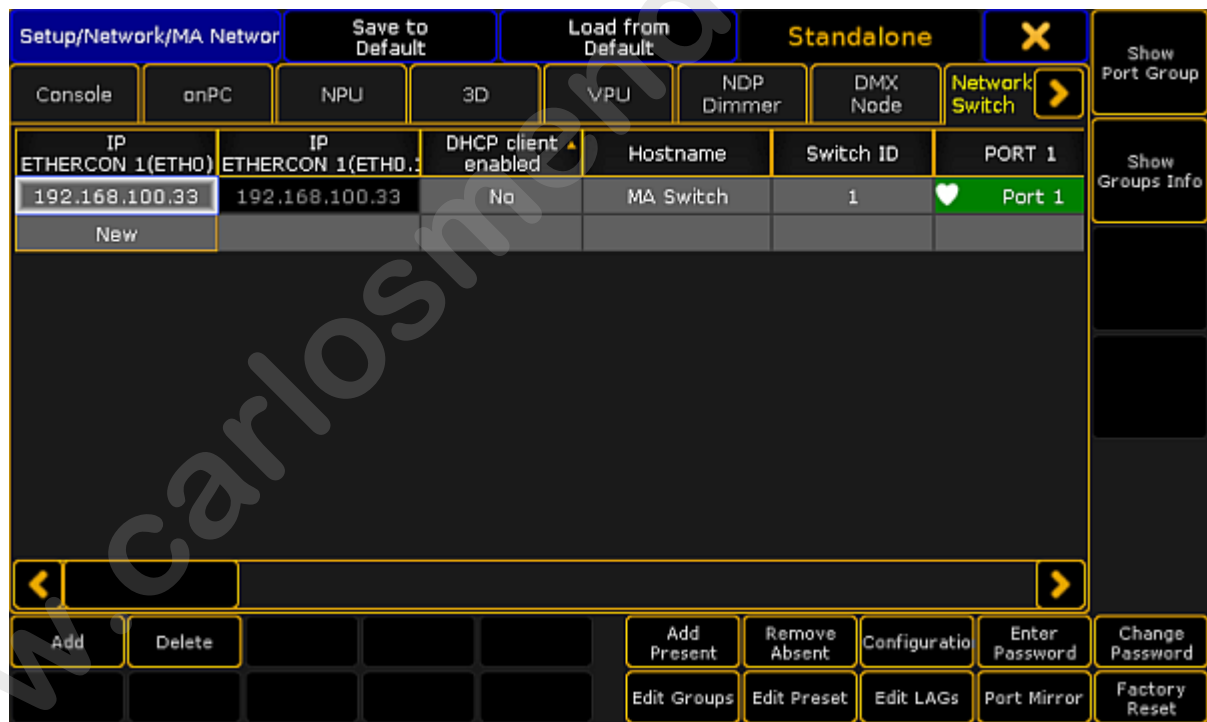 Setup/Network/MA Networ
Save to
Default
Load from
Default
Standalone
Show
Port Group
Console
onPC
NPU
3D
VPU
NDP
Dimmer
DMX
Node
Network
Switch
IP
ETHERCON 1(ETH0)
IP
ETHERCON 1(ETH0.1
DHCP client
enabled
Hostname
Switch ID
PORT 1
Show
Groups Info
192.168.100.33
192.168.100.33
No
MA Switch
1
Port 1
New
Add
Delete
Add
Present
Remove
Absent
Configuratio
Enter
Password
Change
Password
Edit Groups
Edit Preset
Edit LAGs
Port Mirror
Factory
Reset
w.carlosmend